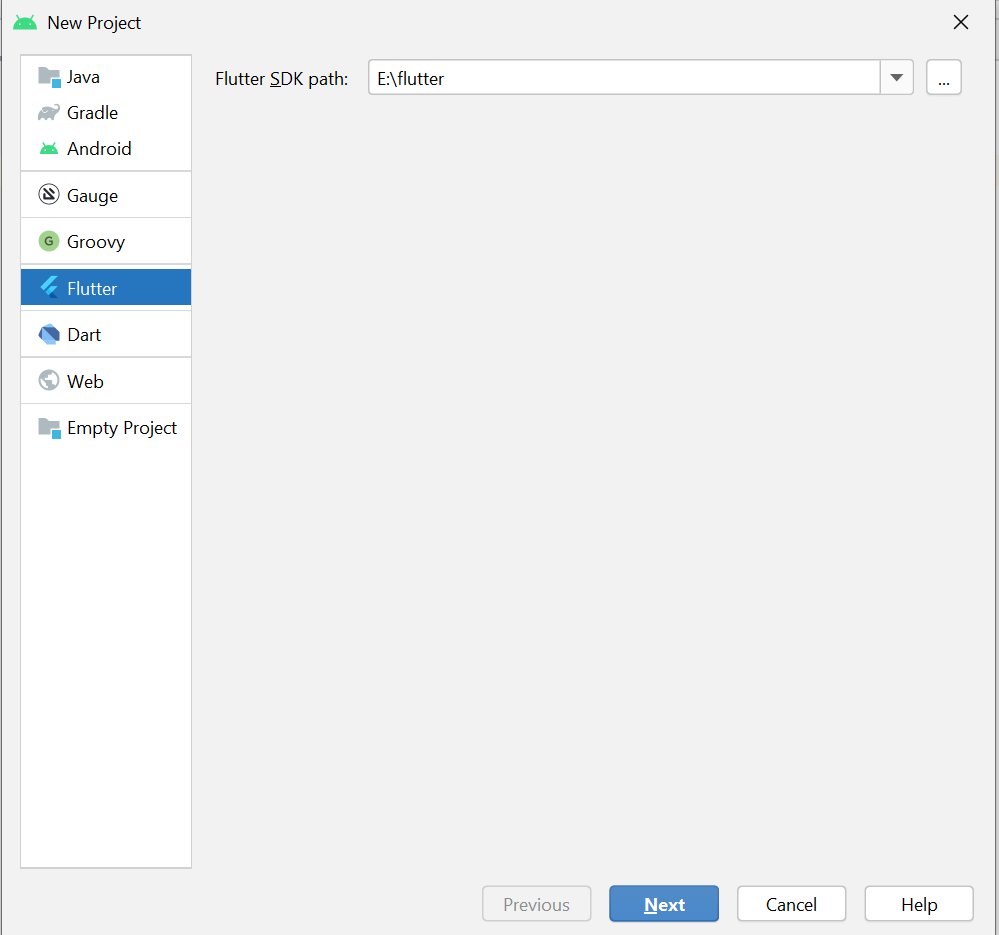 New Project
Java
Gradle
Android
Gauge
G Groovy
Flutter
Dart
Web
Empty Project
Flutter SDK path: E:\flutter ...
Previous Next Cancel Help